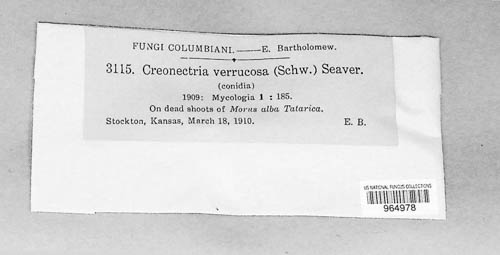 FUNGI COLUMBIANI.——E. Bartholomew.
3115. Creonectria verrucosa (Schw.) Seaver.
(conidia)
1909: Mycologia 1 : 185.
On dead shoots of Morus alba Tatarica.
Stockton, Kansas, March 18, 1910. E. B.
US NATIONAL FUNGUS COLLECTIONS
964978